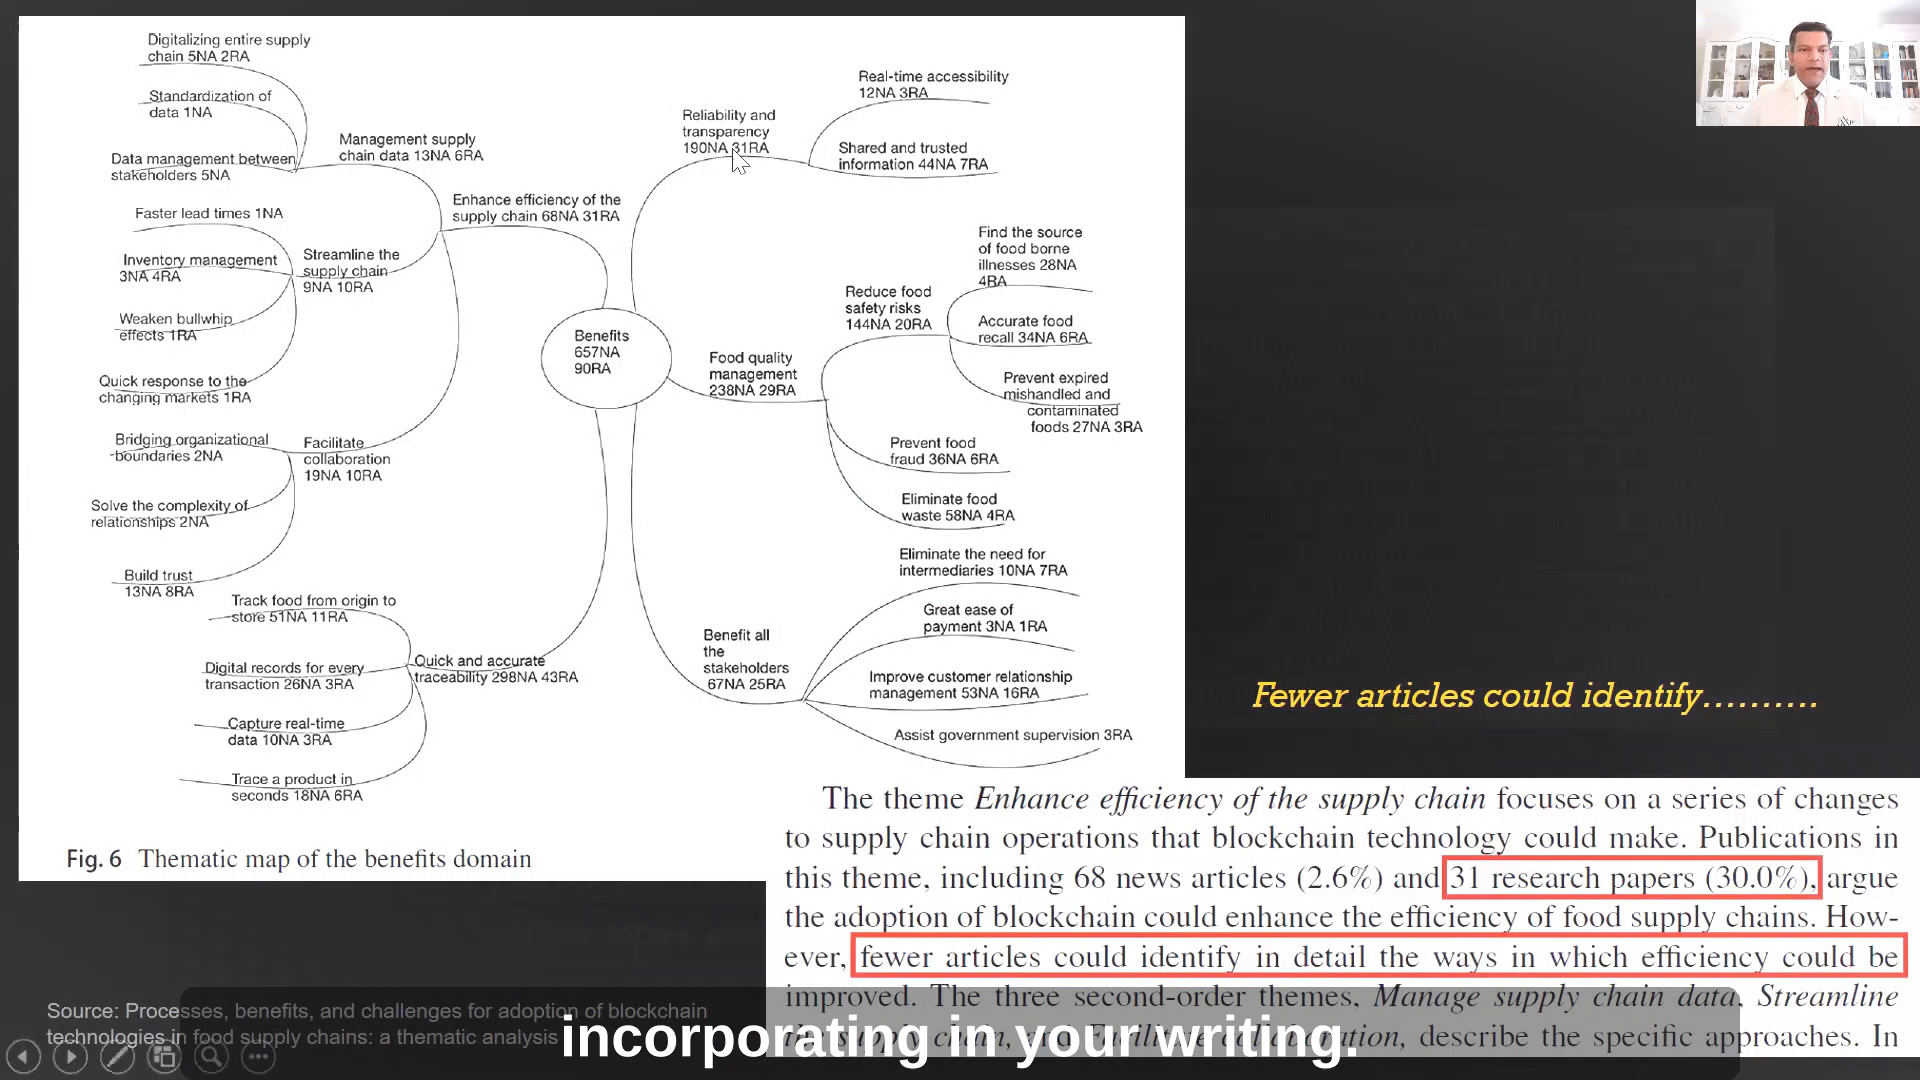 Digitalizing entire supply
chain 5NA 2RA
Standardization of
data 1NA
Data management between
stakeholders 5NA
Management supply
chain data 13NA 6RA
Faster lead times 1NA
Inventory management
3NA 4RA
Weaken bullwhip
effects 1RA
Quick response to the
changing markets 1RA
Streamline the
supply chain
9NA 10RA
Bridging organizational
boundaries 2NA
Solve the complexity of
relationships 2NA
Build trust
13NA 8RA
Facilitate
collaboration
19NA 10RA
Enhance efficiency of the
supply chain 68NA 31RA
Track food from origin to
store 51NA 11RA
Digital records for every
transaction 26NA 3RA
Capture real-time
data 10NA 3RA
Trace a product in
seconds 18NA 6RA
Quick and accurate
traceability 298NA 43RA
Benefits
657NA
90RA
Reliability and
transparency
190NA 31RA
Real-time accessibility
12NA 3RA
Shared and trusted
information 44NA 7RA
Food quality
management
238NA 29RA
Reduce food
safety risks
144NA 20RA
Find the source
of food borne
illnesses 28NA
4RA
Accurate food
recall 34NA 6RA
Prevent expired
mishandled and
contaminated
foods 27NA 3RA
Prevent food
fraud 36NA 6RA
Eliminate food
waste 58NA 4RA
Benefit all
the
stakeholders
67NA 25RA
Eliminate the need for
intermediaries 10NA 7RA
Great ease of
payment 3NA 1RA
Improve customer relationship
management 53NA 16RA
Assist government supervision 3RA
Fig. 6 Thematic map of the benefits domain
Fewer articles could identify..........
The theme Enhance efficiency of the supply chain focuses on a series of changes
to supply chain operations that blockchain technology could make. Publications in
this theme, including 68 news articles (2.6%) and 31 research papers (30.0%), argue
the adoption of blockchain could enhance the efficiency of food supply chains. How-
ever, fewer articles could identify in detail the ways in which efficiency could be
improved. The three second-order themes, Manage supply chain data, Streamline
the supply chain, and Facilitate collaboration, describe the specific approaches. In
Source: Processes, benefits, and challenges for adoption of blockchain
technologies in food supply chains: a thematic analysis
incorporating in your writing.